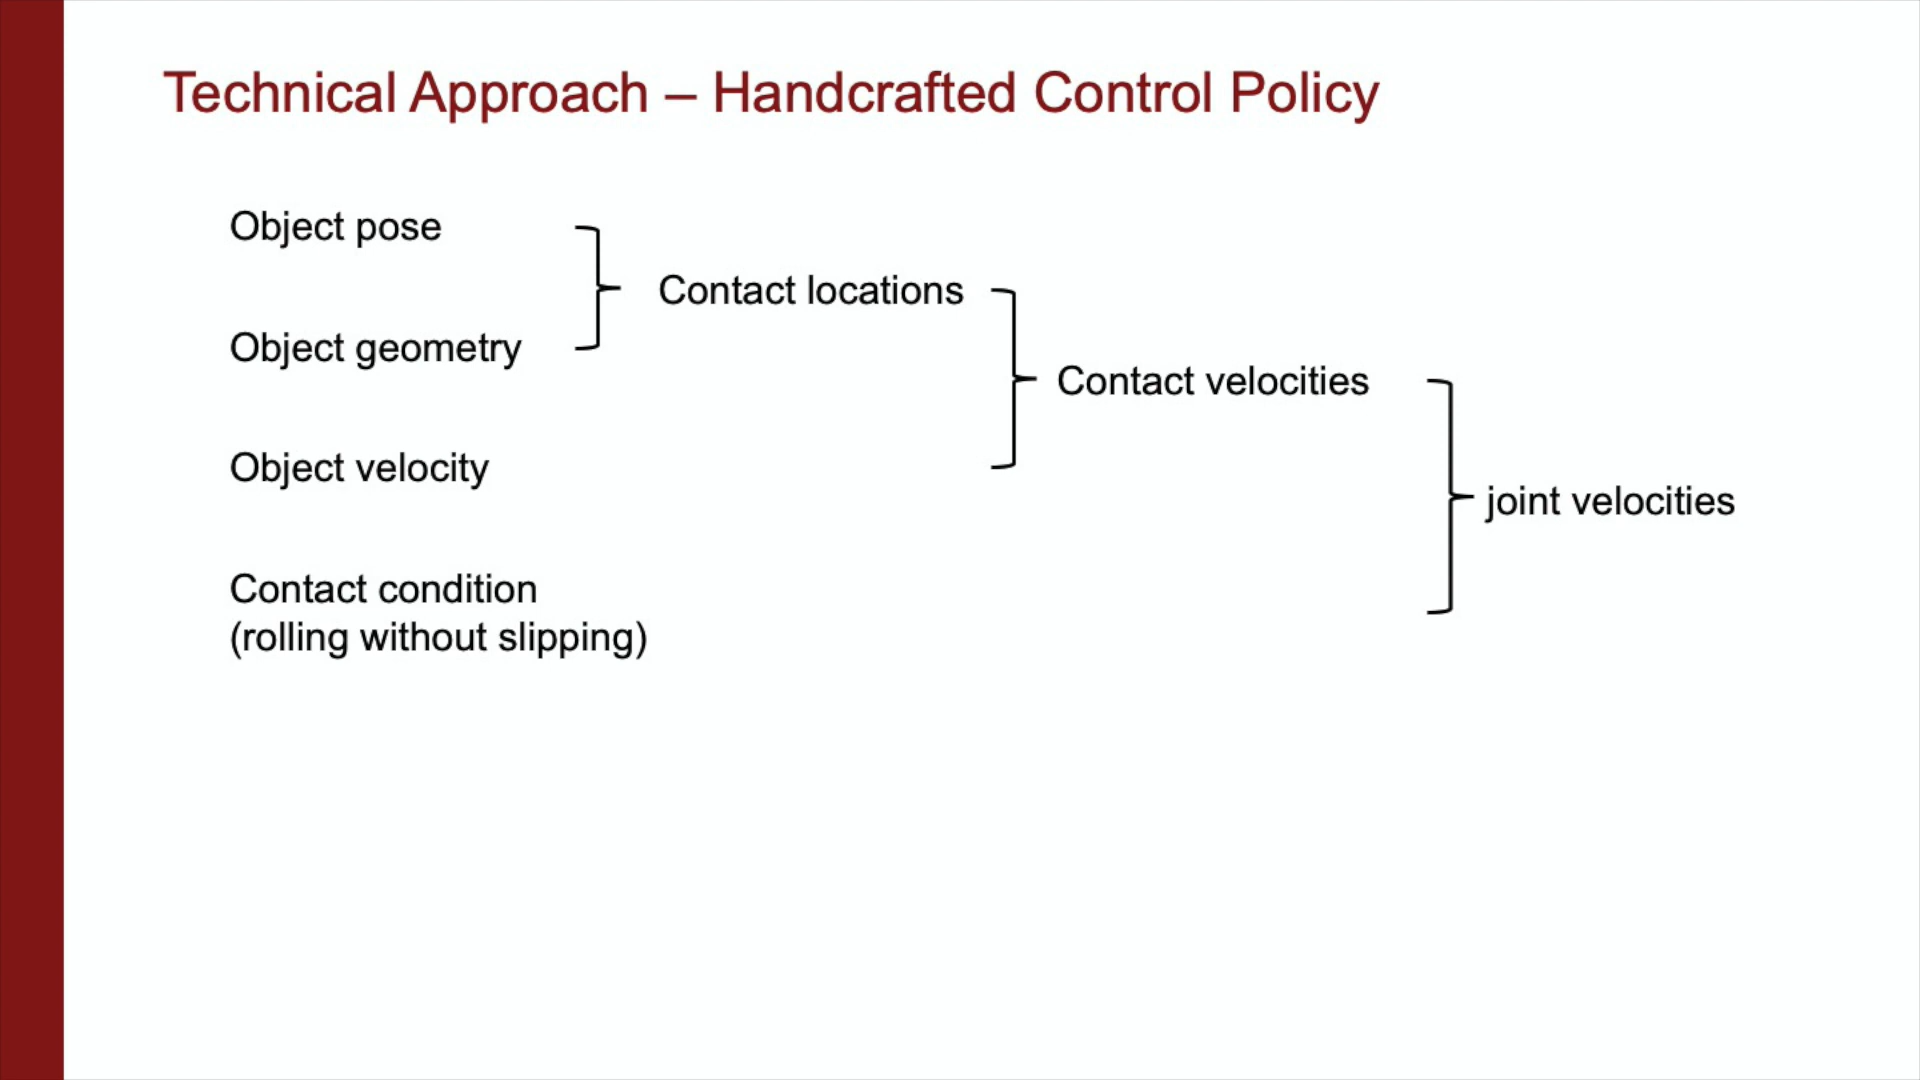 Technical Approach – Handcrafted Control Policy
Object pose
Contact locations
Object geometry
Contact velocities
Object velocity
joint velocities
Contact condition
(rolling without slipping)